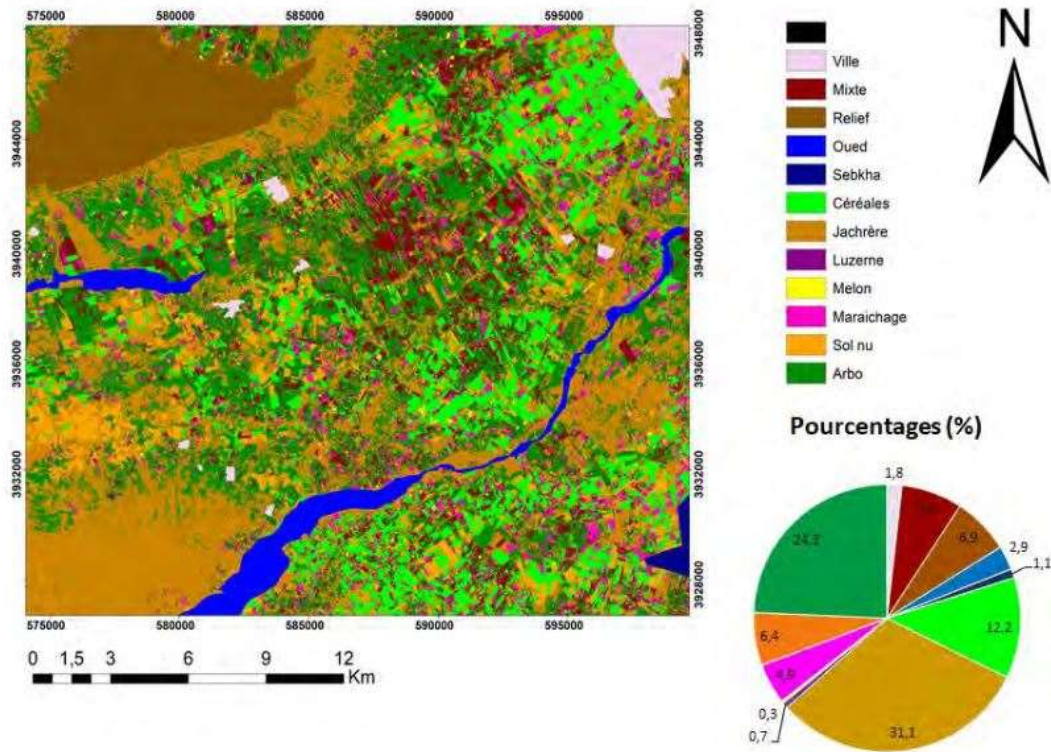 575000 580000 585000 590000 595000
3948000
3944000
3940000
3936000
3932000
3928000
3944000
3940000
3936000
3932000
575000 580000 585000 590000 595000
0 1,5 3 6 9 12
Km
N
Ville
Mixte
Relief
Oued
Sebkha
Céréales
Jachrère
Luzerne
Melon
Maraichage
Sol nu
Arbo
Pourcentages (%)
1,8
6,9
2,9
1,1
12,2
31,1
0,7
0,3
4,9
6,4